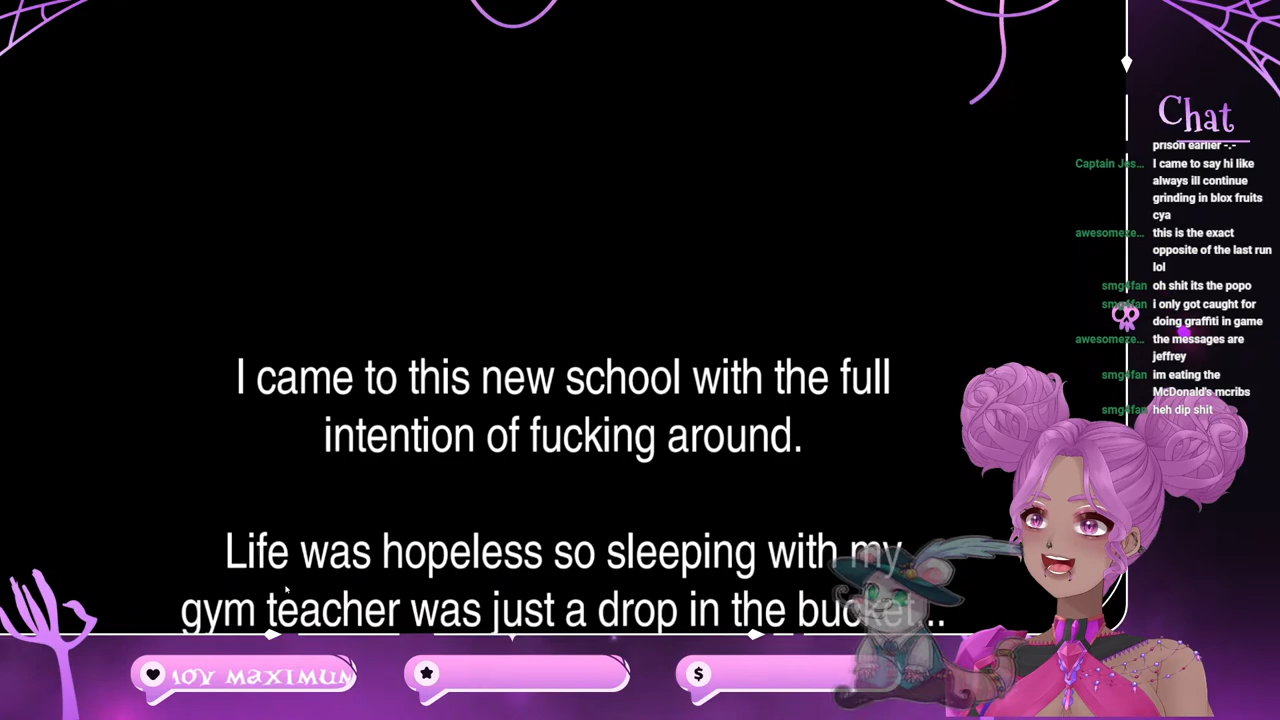 Chat
prison earlier -.-
Captain Jes... I came to say hi like
always ill continue
grinding in blox fruits
cya
awesomeze... this is the exact
opposite of the last run
lol
smg4fan oh shit its the popo
smg4fan i only got caught for
doing graffiti in game
awesomeze... the messages are
jeffrey
smg4fan im eating the
McDonald's mcribs
smg4fan heh dip shit
I came to this new school with the full
intention of fucking around.
Life was hopeless so sleeping with my
gym teacher was just a drop in the bucket...
$